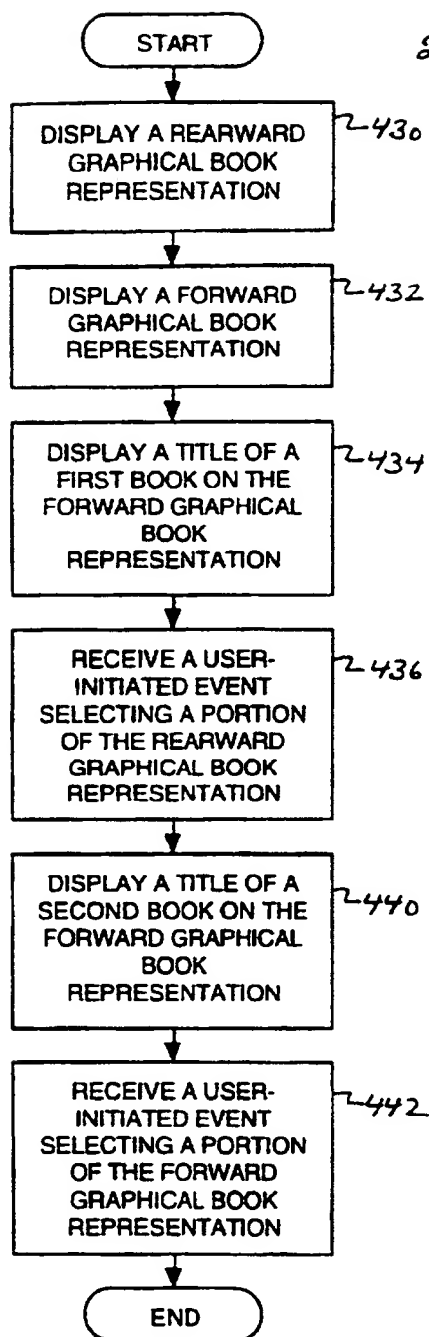 START
DISPLAY A REARWARD
GRAPHICAL BOOK
REPRESENTATION
430
DISPLAY A FORWARD
GRAPHICAL BOOK
REPRESENTATION
432
DISPLAY A TITLE OF A
FIRST BOOK ON THE
FORWARD GRAPHICAL
BOOK
REPRESENTATION
434
RECEIVE A USER-
INITIATED EVENT
SELECTING A PORTION
OF THE REARWARD
GRAPHICAL BOOK
REPRESENTATION
436
DISPLAY A TITLE OF A
SECOND BOOK ON THE
FORWARD GRAPHICAL
BOOK
REPRESENTATION
440
RECEIVE A USER-
INITIATED EVENT
SELECTING A PORTION
OF THE FORWARD
GRAPHICAL BOOK
REPRESENTATION
442
END